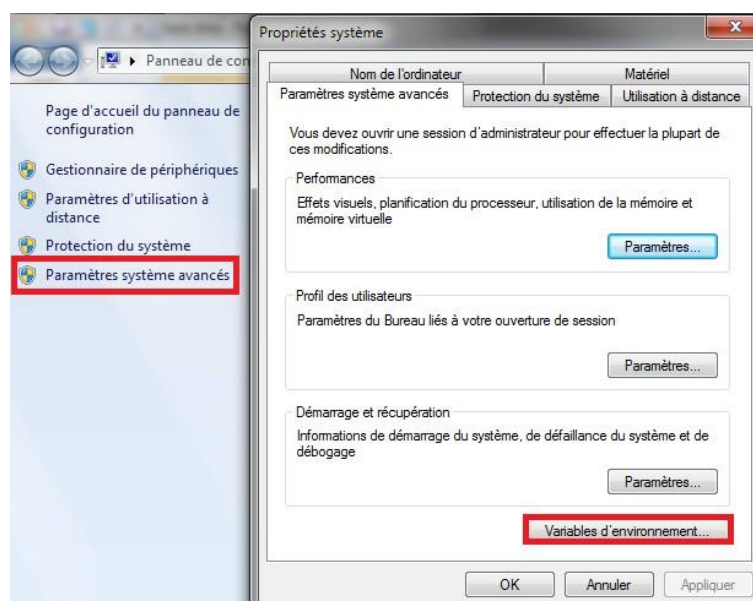 Panneau de con
Page d'accueil du panneau de
configuration
Gestionnaire de périphériques
Paramètres d'utilisation à
distance
Protection du système
Paramètres système avancés
Propriétés système
Nom de l'ordinateur
Matériel
Paramètres système avancés
Protection du système
Utilisation à distance
Vous devez ouvrir une session d'administrateur pour effectuer la plupart de
ces modifications.
Performances
Effets visuels, planification du processeur, utilisation de la mémoire et
mémoire virtuelle
Paramètres...
Profil des utilisateurs
Paramètres du Bureau liés à votre ouverture de session
Paramètres...
Démarrage et récupération
Informations de démarrage du système, de défaillance du système et de
débogage
Paramètres...
Variables d'environnement...
OK
Annuler
Appliquer